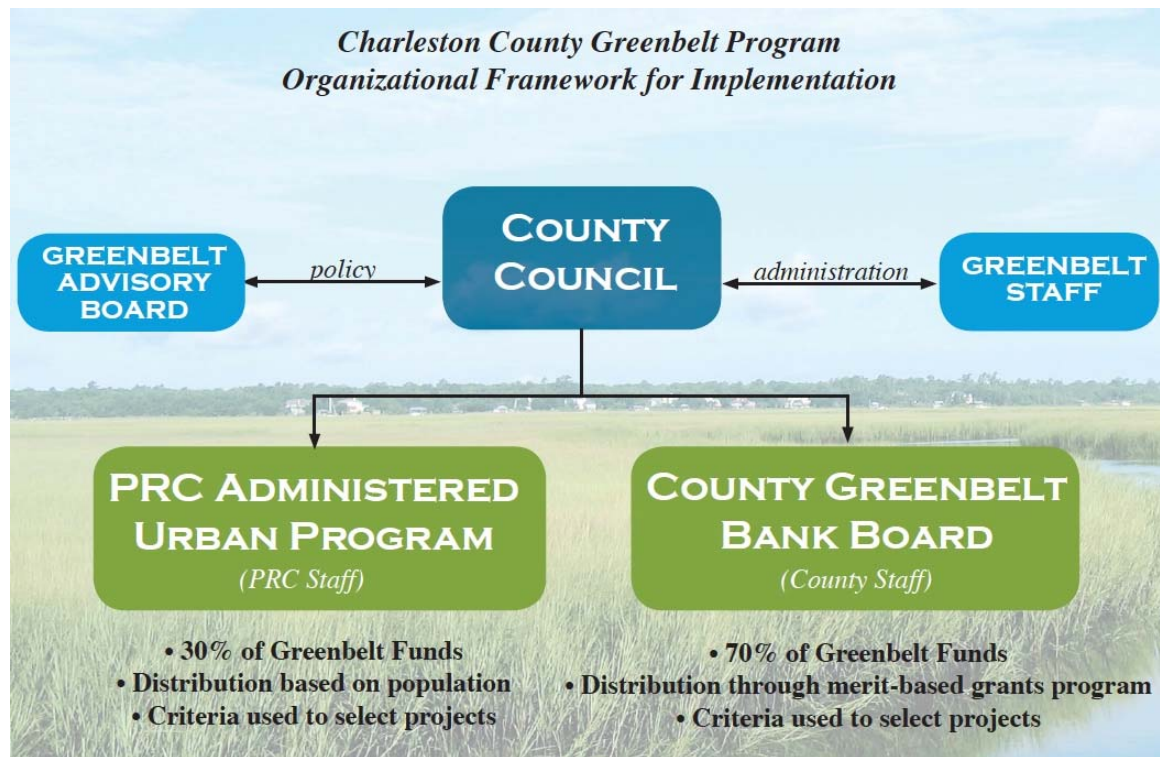 Charleston County Greenbelt Program
Organizational Framework for Implementation
COUNTY
COUNCIL
GREENBELT
ADVISORY
BOARD
policy
administration
GREENBELT
STAFF
PRC ADMINISTERED
URBAN PROGRAM
(PRC Staff)
• 30% of Greenbelt Funds
• Distribution based on population
• Criteria used to select projects
COUNTY GREENBELT
BANK BOARD
(County Staff)
• 70% of Greenbelt Funds
• Distribution through merit-based grants program
• Criteria used to select projects